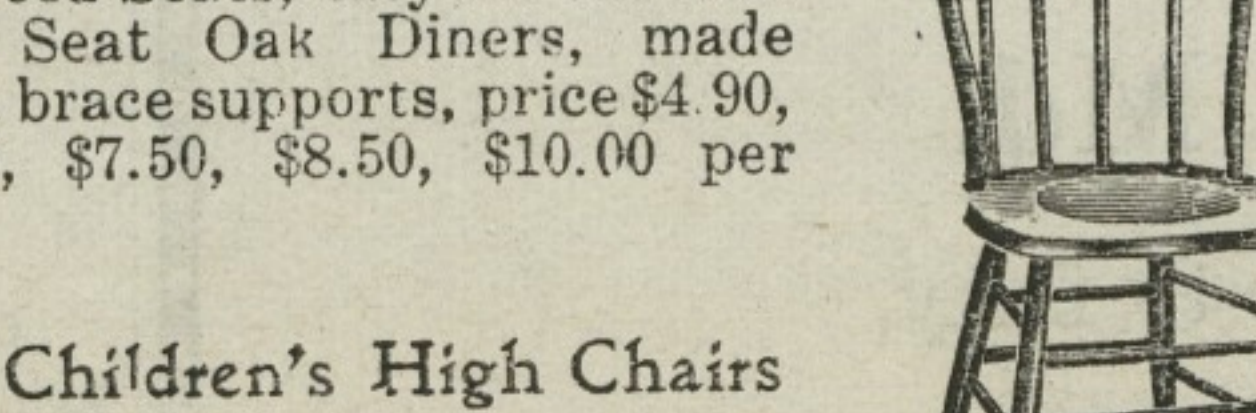 Seat Oak Diners, made
brace supports, price $4.90,
, $7.50, $8.50, $10.00 per
Children's High Chairs